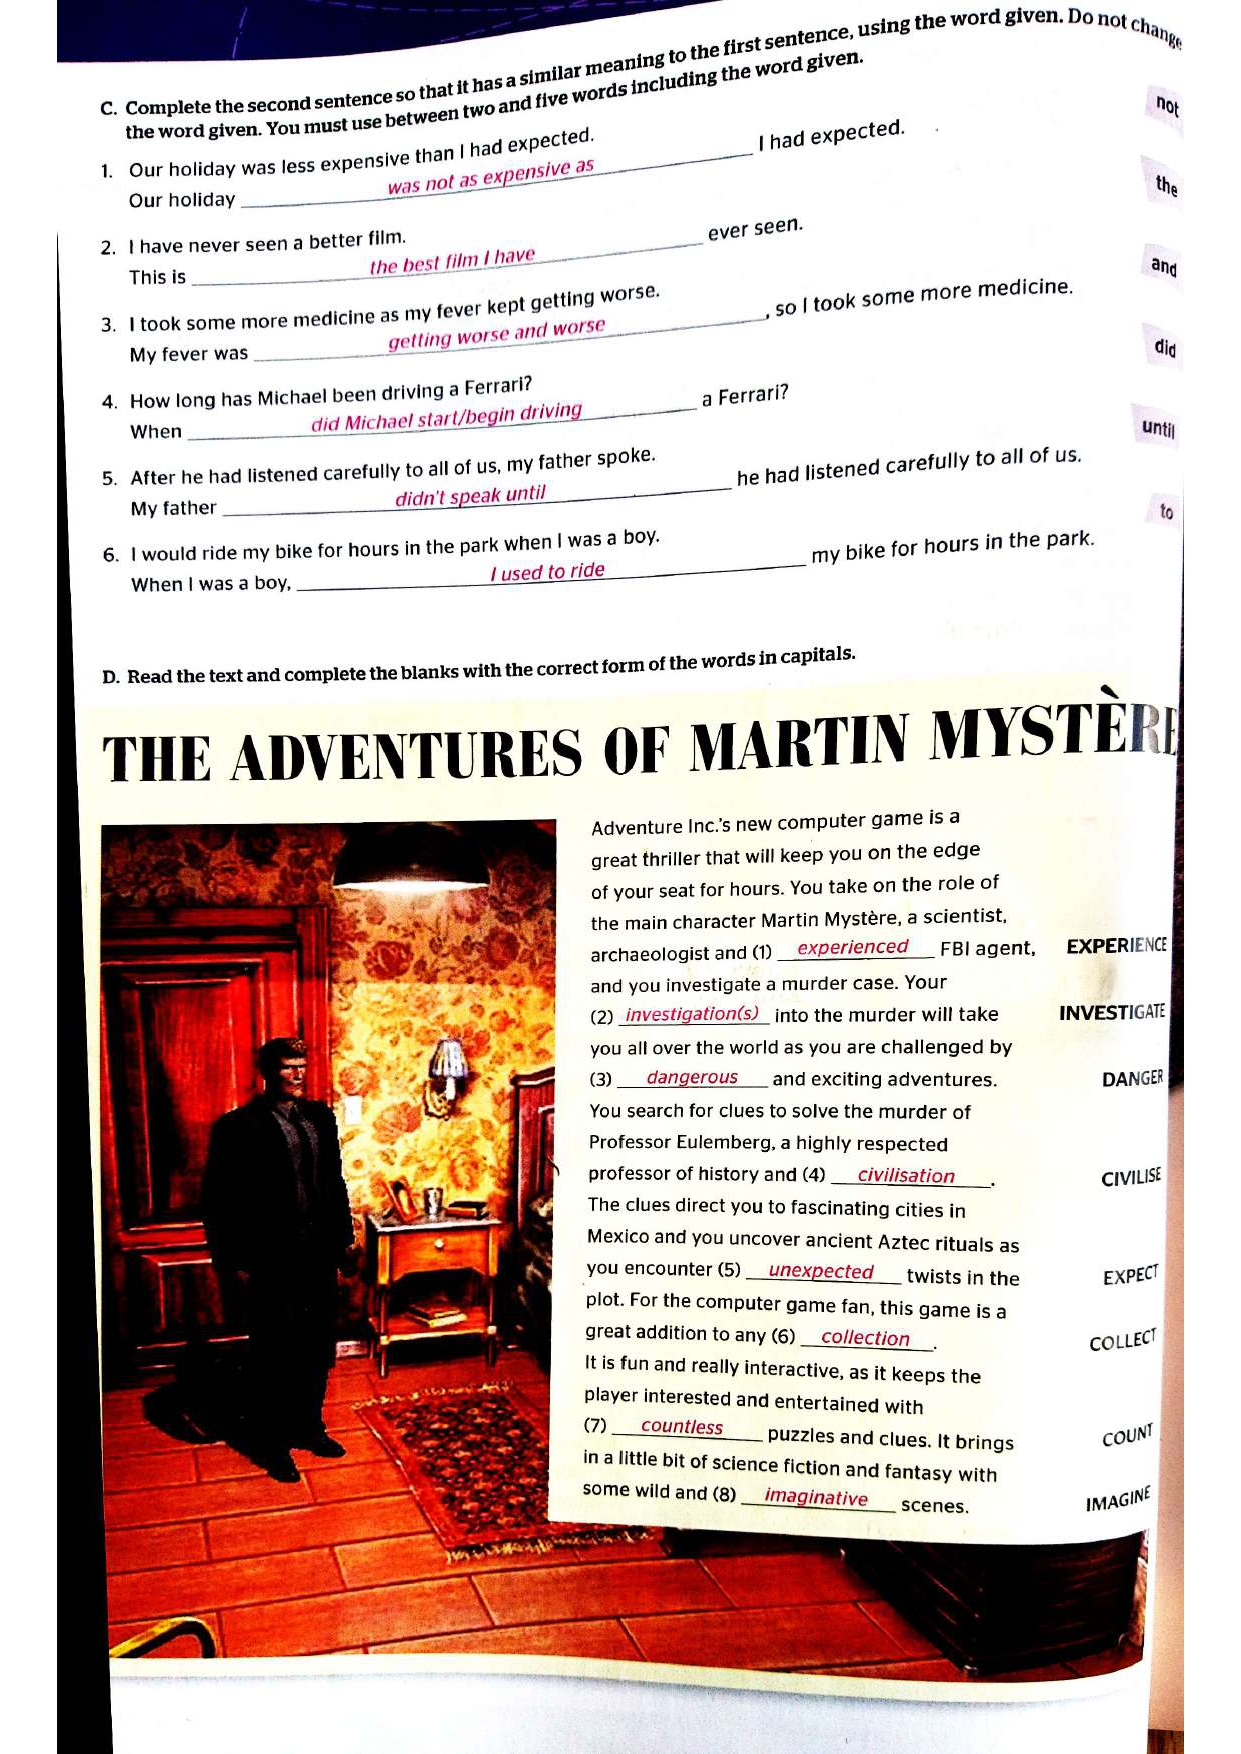 C. Complete the second sentence so that it has a similar meaning to the first sentence, using the word given. Do not change
the word given. You must use between two and five words including the word given.
1. Our holiday was less expensive than I had expected.
not
Our holiday was not as expensive as I had expected.
2. I have never seen a better film.
the
This is the best film I have ever seen.
3. I took some more medicine as my fever kept getting worse.
and
My fever was getting worse and worse, so I took some more medicine.
4. How long has Michael been driving a Ferrari?
did
When did Michael start/begin driving a Ferrari?
5. After he had listened carefully to all of us, my father spoke.
until
My father didn't speak until he had listened carefully to all of us.
6. I would ride my bike for hours in the park when I was a boy.
to
When I was a boy, I used to ride my bike for hours in the park.
D. Read the text and complete the blanks with the correct form of the words in capitals.
THE ADVENTURES OF MARTIN MYSTÈRE
Adventure Inc.'s new computer game is a
great thriller that will keep you on the edge
of your seat for hours. You take on the role of
the main character Martin Mystère, a scientist,
archaeologist and (1) experienced FBI agent, EXPERIENCE
and you investigate a murder case. Your
(2) investigation(s) into the murder will take INVESTIGATE
you all over the world as you are challenged by
(3) dangerous and exciting adventures. DANGER
You search for clues to solve the murder of
Professor Eulemberg, a highly respected
professor of history and (4) civilisation. CIVILISE
The clues direct you to fascinating cities in
Mexico and you uncover ancient Aztec rituals as
you encounter (5) unexpected twists in the EXPECT
plot. For the computer game fan, this game is a
great addition to any (6) collection. COLLECT
It is fun and really interactive, as it keeps the
player interested and entertained with
(7) countless puzzles and clues. It brings COUNT
in a little bit of science fiction and fantasy with
some wild and (8) imaginative scenes. IMAGINE